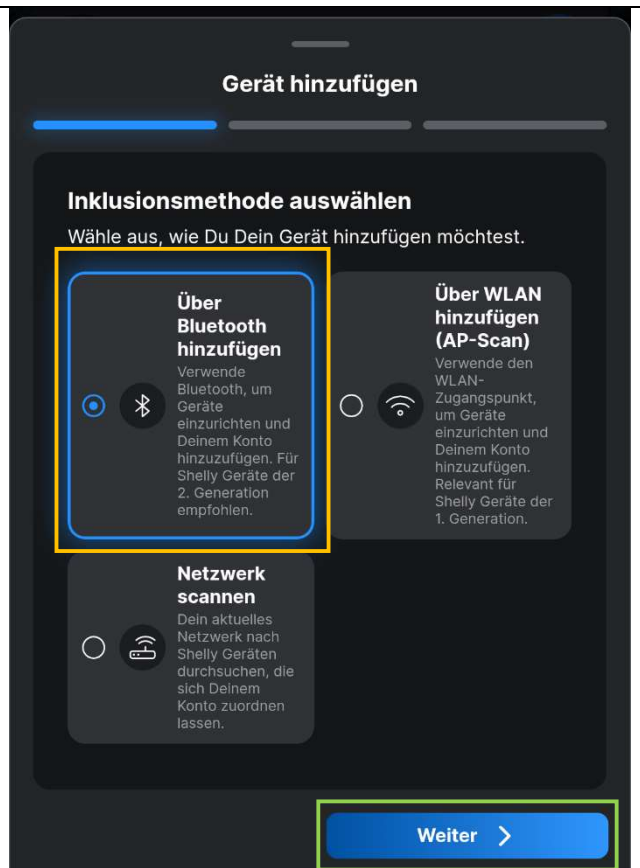 Gerät hinzufügen
Inklusionsmethode auswählen
Wähle aus, wie Du Dein Gerät hinzufügen möchtest.
Über
Bluetooth
hinzufügen
Verwende
Bluetooth, um
Geräte
einzurichten und
Deinem Konto
hinzuzufügen. Für
Shelly Geräte der
2. Generation
empfohlen.
Über WLAN
hinzufügen
(AP-Scan)
Verwende den
WLAN-
Zugangspunkt,
um Geräte
einzurichten und
Deinem Konto
hinzuzufügen.
Relevant für
Shelly Geräte der
1. Generation.
Netzwerk
scannen
Dein aktuelles
Netzwerk nach
Shelly Geräten
durchsuchen, die
sich Deinem
Konto zuordnen
lassen.
Weiter